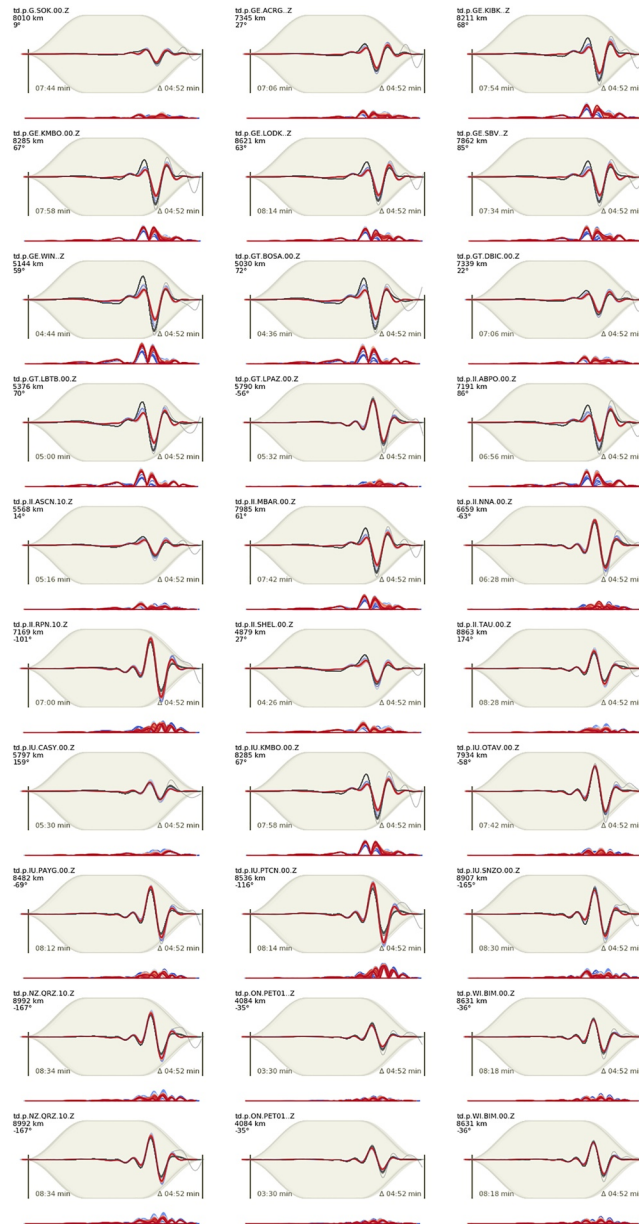 td.p.G.SOK.00.Z
8010 km
9°
07:44 min
Δ 04:52 min
td.p.GE.ACRG..Z
7345 km
27°
07:06 min
Δ 04:52 min
td.p.GE.KIBK..Z
8211 km
68°
07:54 min
Δ 04:52 min
td.p.GE.KMBO.00.Z
8285 km
67°
07:58 min
Δ 04:52 min
td.p.GE.LODK..Z
8621 km
63°
08:14 min
Δ 04:52 min
td.p.GE.SBV..Z
7862 km
85°
07:34 min
Δ 04:52 min
td.p.GE.WIN..Z
5144 km
59°
04:44 min
Δ 04:52 min
td.p.GT.BOSA.00.Z
5030 km
72°
04:36 min
Δ 04:52 min
td.p.GT.DBIC.00.Z
7339 km
22°
07:06 min
Δ 04:52 min
td.p.GT.LBTB.00.Z
5376 km
70°
05:00 min
Δ 04:52 min
td.p.GT.LPAZ.00.Z
5790 km
-56°
05:32 min
Δ 04:52 min
td.p.II.ABPO.00.Z
7191 km
86°
06:56 min
Δ 04:52 min
td.p.II.ASCN.10.Z
5568 km
14°
05:16 min
Δ 04:52 min
td.p.II.MBAR.00.Z
7985 km
61°
07:42 min
Δ 04:52 min
td.p.II.NNA.00.Z
6659 km
-63°
06:28 min
Δ 04:52 min
td.p.II.RPN.10.Z
7169 km
-101°
07:00 min
Δ 04:52 min
td.p.II.SHEL.00.Z
4879 km
27°
04:26 min
Δ 04:52 min
td.p.II.TAU.00.Z
8863 km
174°
08:28 min
Δ 04:52 min
td.p.IU.CASY.00.Z
5797 km
159°
05:30 min
Δ 04:52 min
td.p.IU.KMBO.00.Z
8285 km
67°
07:58 min
Δ 04:52 min
td.p.IU.OTAV.00.Z
7934 km
-58°
07:42 min
Δ 04:52 min
td.p.IU.PAYG.00.Z
8482 km
-69°
08:12 min
Δ 04:52 min
td.p.IU.PTCN.00.Z
8536 km
-116°
08:14 min
Δ 04:52 min
td.p.IU.SNZO.00.Z
8907 km
-165°
08:30 min
Δ 04:52 min
td.p.NZ.QRZ.10.Z
8992 km
-167°
08:34 min
Δ 04:52 min
td.p.ON.PET01..Z
4084 km
-35°
03:30 min
Δ 04:52 min
td.p.WI.BIM.00.Z
8631 km
-36°
08:18 min
Δ 04:52 min
td.p.NZ.QRZ.10.Z
8992 km
-167°
08:34 min
Δ 04:52 min
td.p.ON.PET01..Z
4084 km
-35°
03:30 min
Δ 04:52 min
td.p.WI.BIM.00.Z
8631 km
-36°
08:18 min
Δ 04:52 min